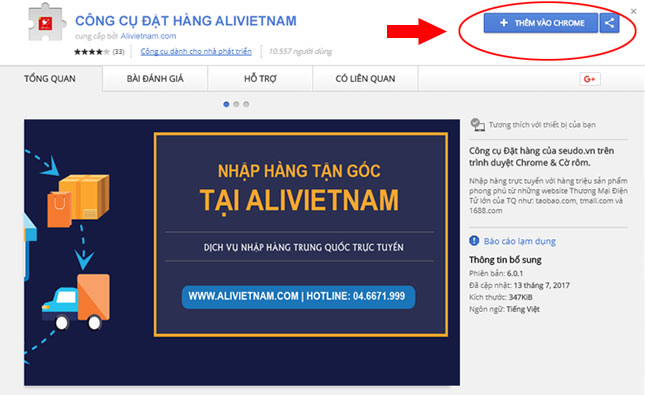 CÔNG CỤ ĐẶT HÀNG ALIVIETNAM
cung cấp bởi Alivietnam.com
(33) Công cụ dành cho nhà phát triển 10.557 người dùng
THÊM VÀO CHROME
TỔNG QUAN BÀI ĐÁNH GIÁ HỖ TRỢ CÓ LIÊN QUAN
G+
NHẬP HÀNG TẬN GỐC
TẠI ALIVIETNAM
DỊCH VỤ NHẬP HÀNG TRUNG QUỐC TRỰC TUYẾN
WWW.ALIVIETNAM.COM | HOTLINE: 04.6671.999
Tương thích với thiết bị của bạn
Công cụ Đặt hàng của seudo.vn trên
trình duyệt Chrome & Cờ rôm.
Nhập hàng trực tuyến với hàng triệu sản phẩm
phong phú từ những website Thương Mại Điện
Tử lớn của TQ như: taobao.com, tmall.com và
1688.com
Báo cáo lạm dụng
Thông tin bổ sung
Phiên bản: 6.0.1
Đã cập nhật: 13 tháng 7, 2017
Kích thước: 347KiB
Ngôn ngữ: Tiếng Việt